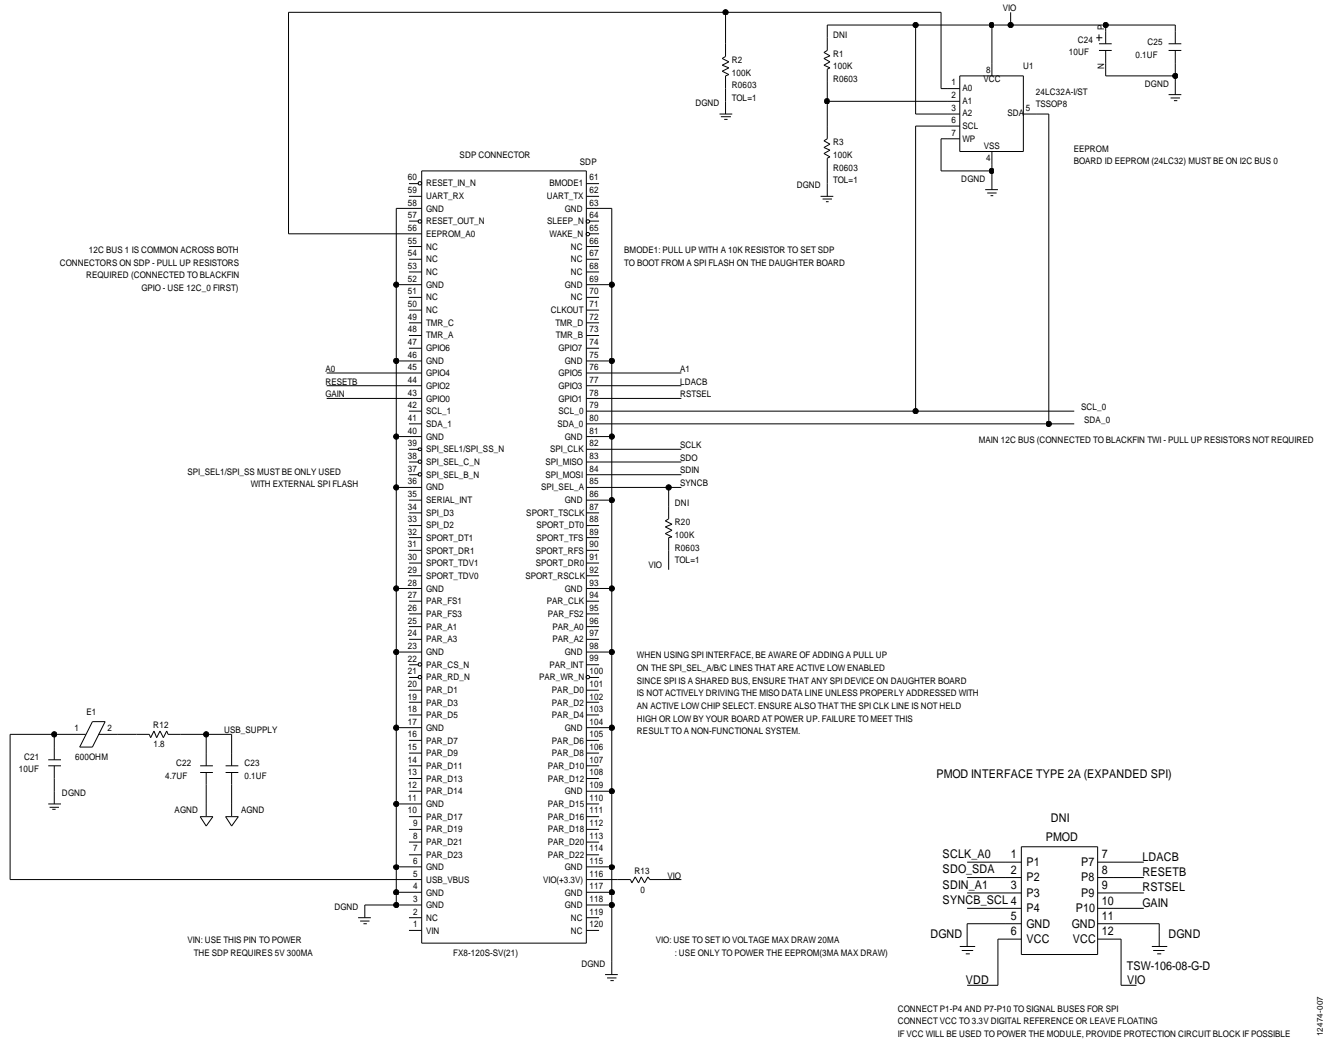 VIO
DNI
R2
100K
R0603
TOL=1
DGND
R1
100K
R0603
R3
100K
R0603
TOL=1
DGND
C24
10UF
+
P
N
C25
0.1UF
DGND
U1
24LC32A-I/ST
TSSOP8
8
VCC
1 A0
2 A1
3 A2
6 SCL
7 WP
SDA 5
VSS
4
DGND
EEPROM
BOARD ID EEPROM (24LC32) MUST BE ON I2C BUS 0
SDP CONNECTOR
SDP
60 RESET_IN_N BMODE1 61
59 UART_RX UART_TX 62
58 GND GND 63
57 RESET_OUT_N SLEEP_N 64
56 EEPROM_A0 WAKE_N 65
55 NC NC 66
54 NC NC 67
53 NC NC 68
52 GND GND 69
51 NC NC 70
50 NC CLKOUT 71
49 TMR_C TMR_D 72
48 TMR_A TMR_B 73
47 GPIO6 GPIO7 74
46 GND GND 75
A0 45 GPIO4 GPIO5 76 A1
RESETB 44 GPIO2 GPIO3 77 LDACB
GAIN 43 GPIO0 GPIO1 78 RSTSEL
42 SCL_1 SCL_0 79 SCL_0
41 SDA_1 SDA_0 80 SDA_0
40 GND GND 81
39 SPI_SEL1/SPI_SS_N SPI_CLK 82 SCLK
38 SPI_SEL_C_N SPI_MISO 83 SDO
37 SPI_SEL_B_N SPI_MOSI 84 SDIN
36 GND SPI_SEL_A 85 SYNCB
35 SERIAL_INT GND 86
34 SPI_D3 SPORT_TSCLK 87
33 SPI_D2 SPORT_DT0 88
32 SPORT_DT1 SPORT_TFS 89
31 SPORT_DR1 SPORT_RFS 90
30 SPORT_TDV1 SPORT_DR0 91
29 SPORT_TDV0 SPORT_RSCLK 92
28 GND GND 93
27 PAR_FS1 PAR_CLK 94
26 PAR_FS3 PAR_FS2 95
25 PAR_A1 PAR_A0 96
24 PAR_A3 PAR_A2 97
23 GND GND 98
22 PAR_CS_N PAR_INT 99
21 PAR_RD_N PAR_WR_N 100
20 PAR_D1 PAR_D0 101
19 PAR_D3 PAR_D2 102
18 PAR_D5 PAR_D4 103
17 GND GND 104
16 PAR_D7 PAR_D6 105
15 PAR_D9 PAR_D8 106
14 PAR_D11 PAR_D10 107
13 PAR_D13 PAR_D12 108
12 PAR_D14 GND 109
11 GND PAR_D15 110
10 PAR_D17 PAR_D16 111
9 PAR_D19 PAR_D18 112
8 PAR_D21 PAR_D20 113
7 PAR_D23 PAR_D22 114
6 GND GND 115
5 USB_VBUS VIO(+3.3V) 116
4 GND GND 117
3 GND GND 118
2 NC NC 119
1 VIN NC 120
FX8-120S-SV(21)
DGND
DGND
12C BUS 1 IS COMMON ACROSS BOTH
CONNECTORS ON SDP - PULL UP RESISTORS
REQUIRED (CONNECTED TO BLACKFIN
GPIO - USE 12C_0 FIRST)
BMODE1: PULL UP WITH A 10K RESISTOR TO SET SDP
TO BOOT FROM A SPI FLASH ON THE DAUGHTER BOARD
MAIN 12C BUS (CONNECTED TO BLACKFIN TWI - PULL UP RESISTORS NOT REQUIRED
SPI_SEL1/SPI_SS MUST BE ONLY USED
WITH EXTERNAL SPI FLASH
DNI
R20
100K
R0603
TOL=1
VIO
WHEN USING SPI INTERFACE, BE AWARE OF ADDING A PULL UP
ON THE SPI_SEL_A/B/C LINES THAT ARE ACTIVE LOW ENABLED
SINCE SPI IS A SHARED BUS, ENSURE THAT ANY SPI DEVICE ON DAUGHTER BOARD
IS NOT ACTIVELY DRIVING THE MISO DATA LINE UNLESS PROPERLY ADDRESSED WITH
AN ACTIVE LOW CHIP SELECT. ENSURE ALSO THAT THE SPI CLK LINE IS NOT HELD
HIGH OR LOW BY YOUR BOARD AT POWER UP. FAILURE TO MEET THIS
RESULT TO A NON-FUNCTIONAL SYSTEM.
E1
1 2
600OHM
R12
1.8
USB_SUPPLY
C21
10UF
DGND
C22
4.7UF
AGND
C23
0.1UF
AGND
R13
0
VIO
VIN: USE THIS PIN TO POWER
THE SDP REQUIRES 5V 300MA
VIO: USE TO SET IO VOLTAGE MAX DRAW 20MA
: USE ONLY TO POWER THE EEPROM(3MA MAX DRAW)
PMOD INTERFACE TYPE 2A (EXPANDED SPI)
DNI
PMOD
SCLK_A0 1 P1 P7 7 LDACB
SDO_SDA 2 P2 P8 8 RESETB
SDIN_A1 3 P3 P9 9 RSTSEL
SYNCB_SCL 4 P4 P10 10 GAIN
5 GND GND 11
DGND 6 VCC VCC 12 DGND
TSW-106-08-G-D
VDD VIO
CONNECT P1-P4 AND P7-P10 TO SIGNAL BUSES FOR SPI
CONNECT VCC TO 3.3V DIGITAL REFERENCE OR LEAVE FLOATING
IF VCC WILL BE USED TO POWER THE MODULE, PROVIDE PROTECTION CIRCUIT BLOCK IF POSSIBLE
12474-007